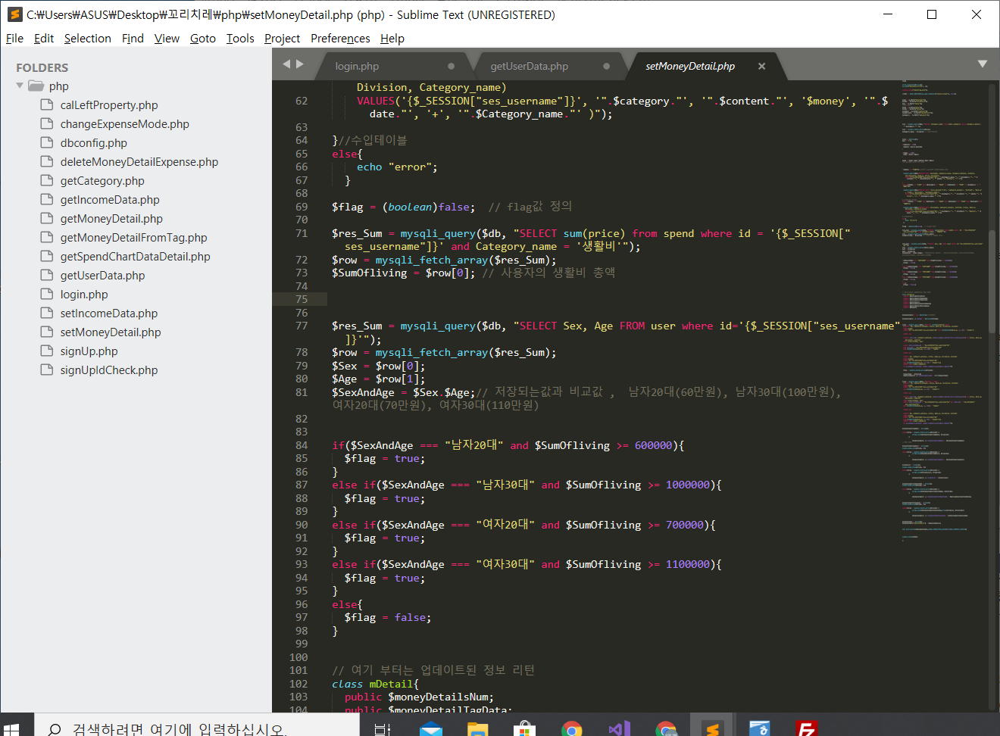 C:₩Users₩ASUS₩Desktop₩꼬리치레₩php₩setMoneyDetail.php (php) - Sublime Text (UNREGISTERED)
File Edit Selection Find View Goto Tools Project Preferences Help
FOLDERS
php
calLeftProperty.php
changeExpenseMode.php
dbconfig.php
deleteMoneyDetailExpense.php
getCategory.php
getIncomeData.php
getMoneyDetail.php
getMoneyDetailFromTag.php
getSpendChartDataDetail.php
getUserData.php
login.php
setIncomeData.php
setMoneyDetail.php
signUp.php
signUpIdCheck.php
login.php getUserData.php setMoneyDetail.php
Division, Category_name)
62 VALUES('{$_SESSION["ses_username"]}', '".$category."', '".$content."', '$money', '".$
date."', '+', '".$Category_name."' )");
63
64 }//수입테이블
65 else{
66 echo "error";
67 }
68
69 $flag = (boolean)false; // flag값 정의
70
71 $res_Sum = mysqli_query($db, "SELECT sum(price) from spend where id = '{$_SESSION["
ses_username"]}' and Category_name = '생활비'");
72 $row = mysqli_fetch_array($res_Sum);
73 $SumOfliving = $row[0]; // 사용자의 생활비 총액
74
75
76
77 $res_Sum = mysqli_query($db, "SELECT Sex, Age FROM user where id='{$_SESSION["ses_username"
]}'");
78 $row = mysqli_fetch_array($res_Sum);
79 $Sex = $row[0];
80 $Age = $row[1];
81 $SexAndAge = $Sex.$Age;// 저장되는값과 비교값 ,  남자20대(60만원), 남자30대(100만원),
여자20대(70만원), 여자30대(110만원)
82
83
84 if($SexAndAge === "남자20대" and $SumOfliving >= 600000){
85 $flag = true;
86 }
87 else if($SexAndAge === "남자30대" and $SumOfliving >= 1000000){
88 $flag = true;
89 }
90 else if($SexAndAge === "여자20대" and $SumOfliving >= 700000){
91 $flag = true;
92 }
93 else if($SexAndAge === "여자30대" and $SumOfliving >= 1100000){
94 $flag = true;
95 }
96 else{
97 $flag = false;
98 }
99
100
101 // 여기 부터는 업데이트된 정보 리턴
102 class mDetail{
103 public $moneyDetailsNum;
104 public $moneyDetailTagData;
검색하려면 여기에 입력하십시오.